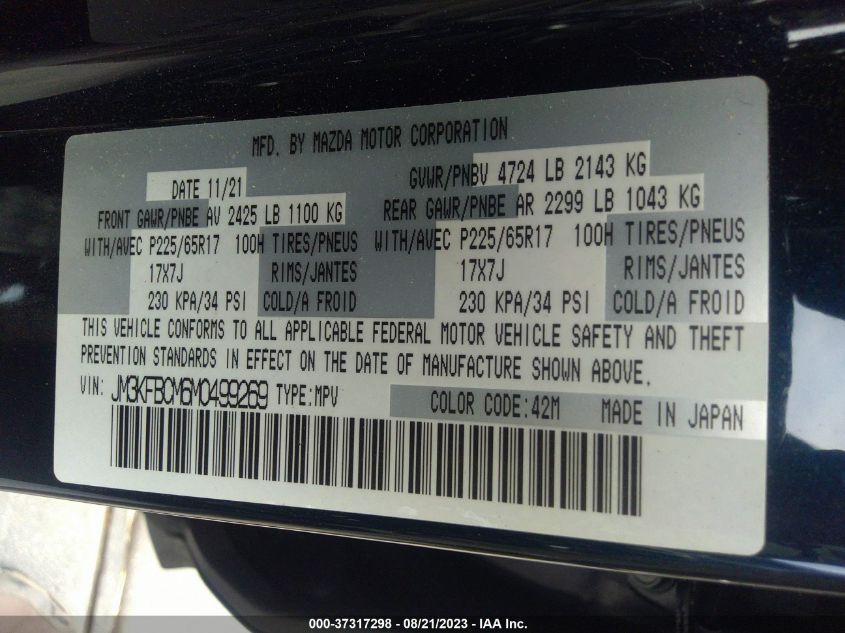 MFD. BY MAZDA MOTOR CORPORATION
DATE 11/21 GVWR/PNBV 4724 LB 2143 KG
FRONT GAWR/PNBE AV 2425 LB 1100 KG REAR GAWR/PNBE AR 2299 LB 1043 KG
WITH/AVEC P225/65R17 100H TIRES/PNEUS WITH/AVEC P225/65R17 100H TIRES/PNEUS
17X7J RIMS/JANTES 17X7J RIMS/JANTES
230 KPA/34 PSI COLD/A FROID 230 KPA/34 PSI COLD/A FROID
THIS VEHICLE CONFORMS TO ALL APPLICABLE FEDERAL MOTOR VEHICLE SAFETY AND THEFT
PREVENTION STANDARDS IN EFFECT ON THE DATE OF MANUFACTURE SHOWN ABOVE.
VIN: JM3KFBCM6M0499269 TYPE:MPV COLOR CODE:42M MADE IN JAPAN
000-37317298 - 08/21/2023 - IAA Inc.